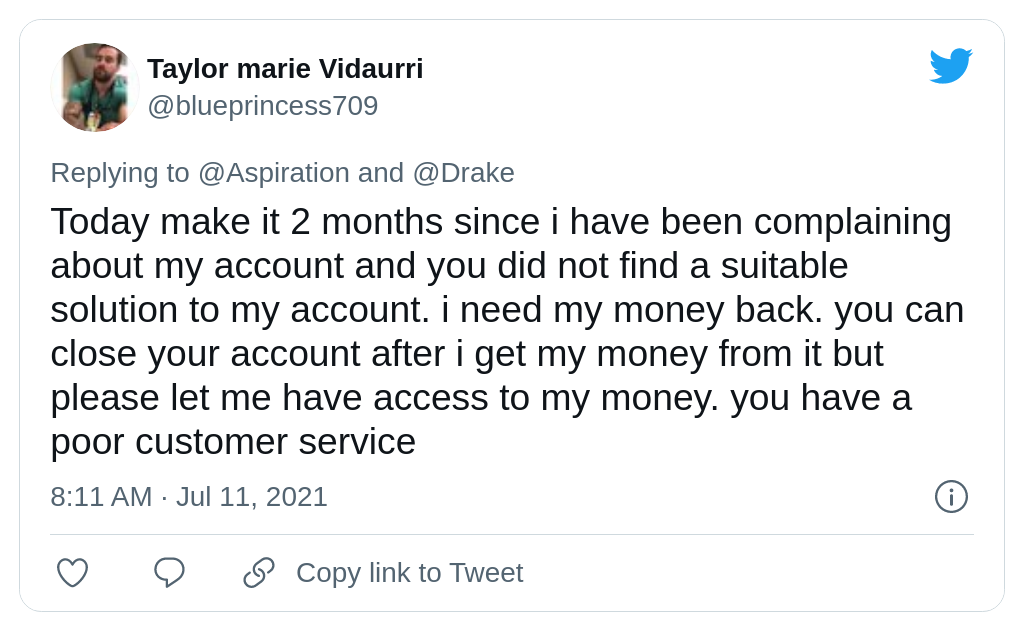 Taylor marie Vidaurri
@blueprincess709
Replying to @Aspiration and @Drake
Today make it 2 months since i have been complaining
about my account and you did not find a suitable
solution to my account. i need my money back. you can
close your account after i get my money from it but
please let me have access to my money. you have a
poor customer service
8:11 AM · Jul 11, 2021
Copy link to Tweet